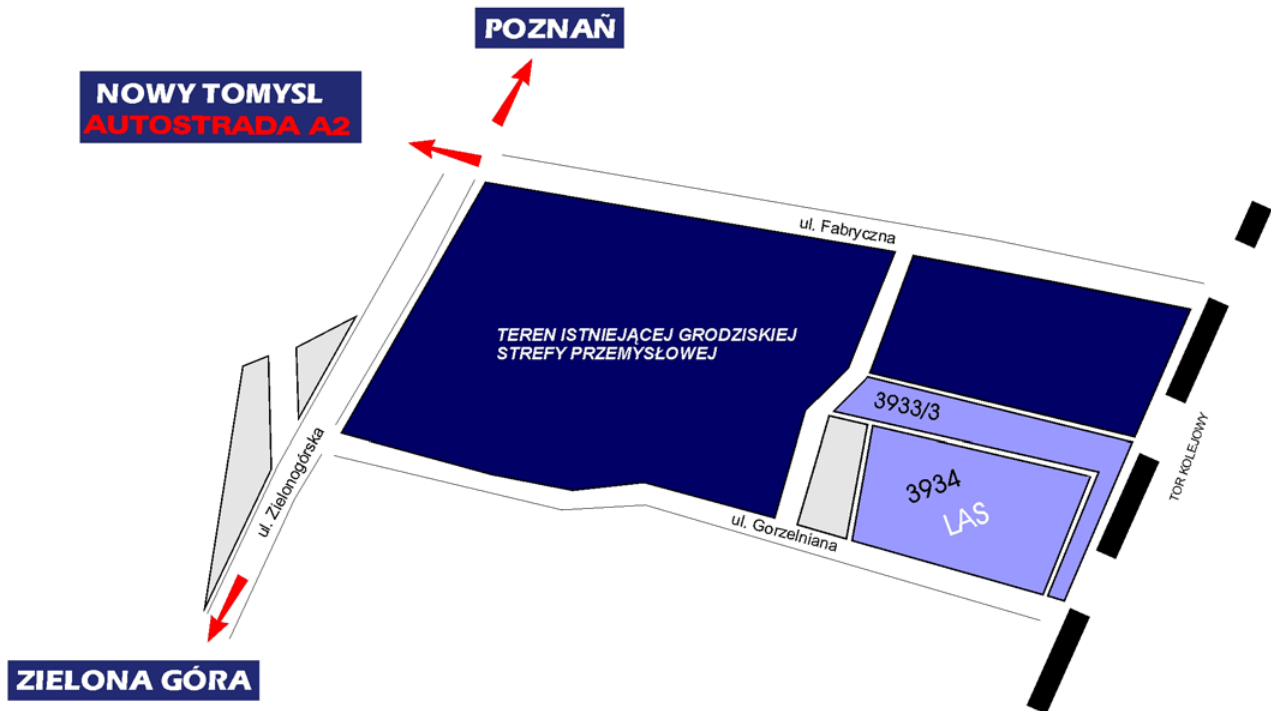 POZNAÑ
NOWY TOMYSL
AUTOSTRADA A2
ul. Fabryczna
TEREN ISTNIEJĄCEJ GRODZISKIEJ
STREFY PRZEMYSŁOWEJ
3933/3
TOR KOLEJOWY
3934
LAS
ul. Zielonogórska
ul. Gorzelniana
ZIELONA GÓRA